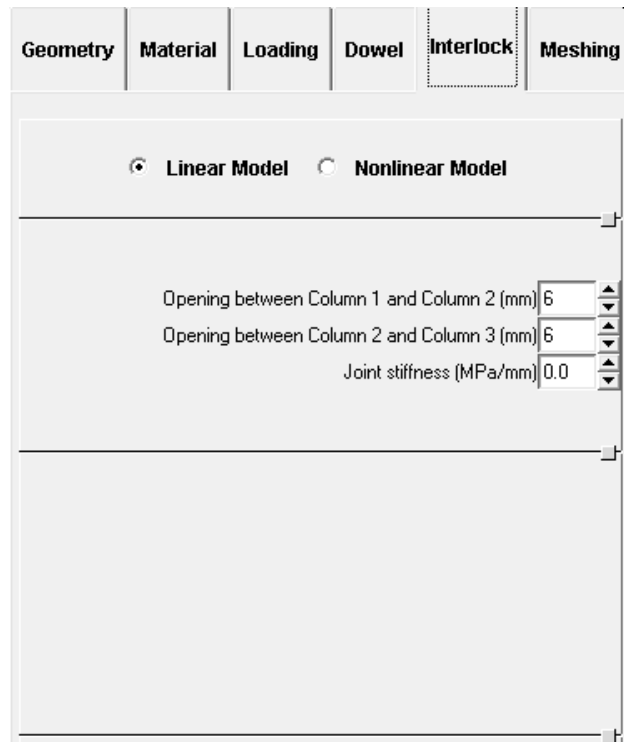 Geometry Material Loading Dowel Interlock Meshing
Linear Model Nonlinear Model
Opening between Column 1 and Column 2 (mm) 6
Opening between Column 2 and Column 3 (mm) 6
Joint stiffness (MPa/mm) 0.0